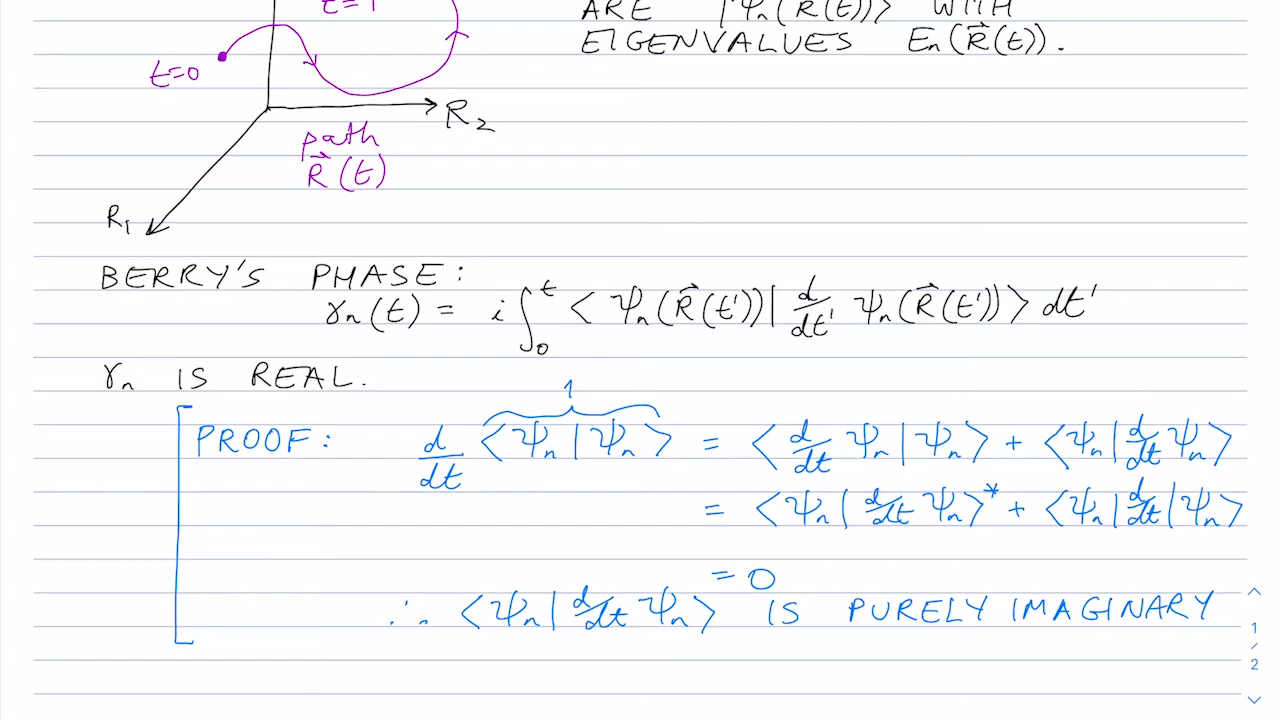 t=1
ARE |Ψn(R⃗(t))> WITH
EIGENVALUES En(R⃗(t)).
t=0
R2
path
R⃗(t)
R1
BERRY'S PHASE:
γn(t) = i∫₀ᵗ <Ψn(R⃗(t'))| d/dt' Ψn(R⃗(t'))> dt'
γn IS REAL.
1
PROOF: d/dt <Ψn|Ψn> = <d/dt Ψn|Ψn> + <Ψn|d/dt Ψn>
= <Ψn|d/dt Ψn>* + <Ψn|d/dt|Ψn>
= 0
∴ <Ψn|d/dt Ψn> IS PURELY IMAGINARY
1
/
2